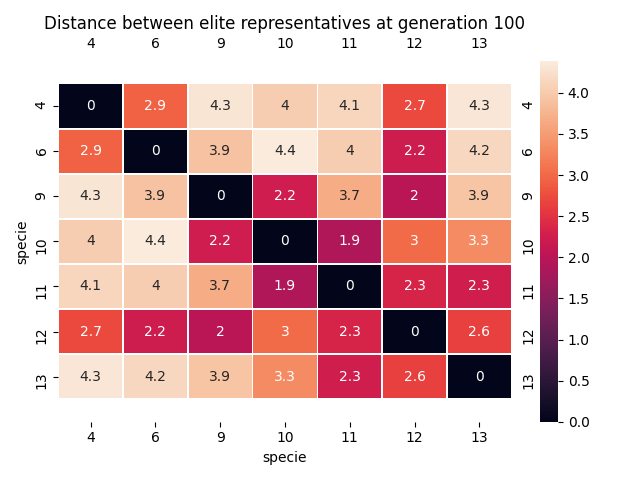 Distance between elite representatives at generation 100
4 6 9 10 11 12 13
4 0 2.9 4.3 4 4.1 2.7 4.3 4
6 2.9 0 3.9 4.4 4 2.2 4.2 6
9 4.3 3.9 0 2.2 3.7 2 3.9 9
10 4 4.4 2.2 0 1.9 3 3.3 10
11 4.1 4 3.7 1.9 0 2.3 2.3 11
12 2.7 2.2 2 3 2.3 0 2.6 12
13 4.3 4.2 3.9 3.3 2.3 2.6 0 13
4 6 9 10 11 12 13
specie
specie
4.0
3.5
3.0
2.5
2.0
1.5
1.0
0.5
0.0